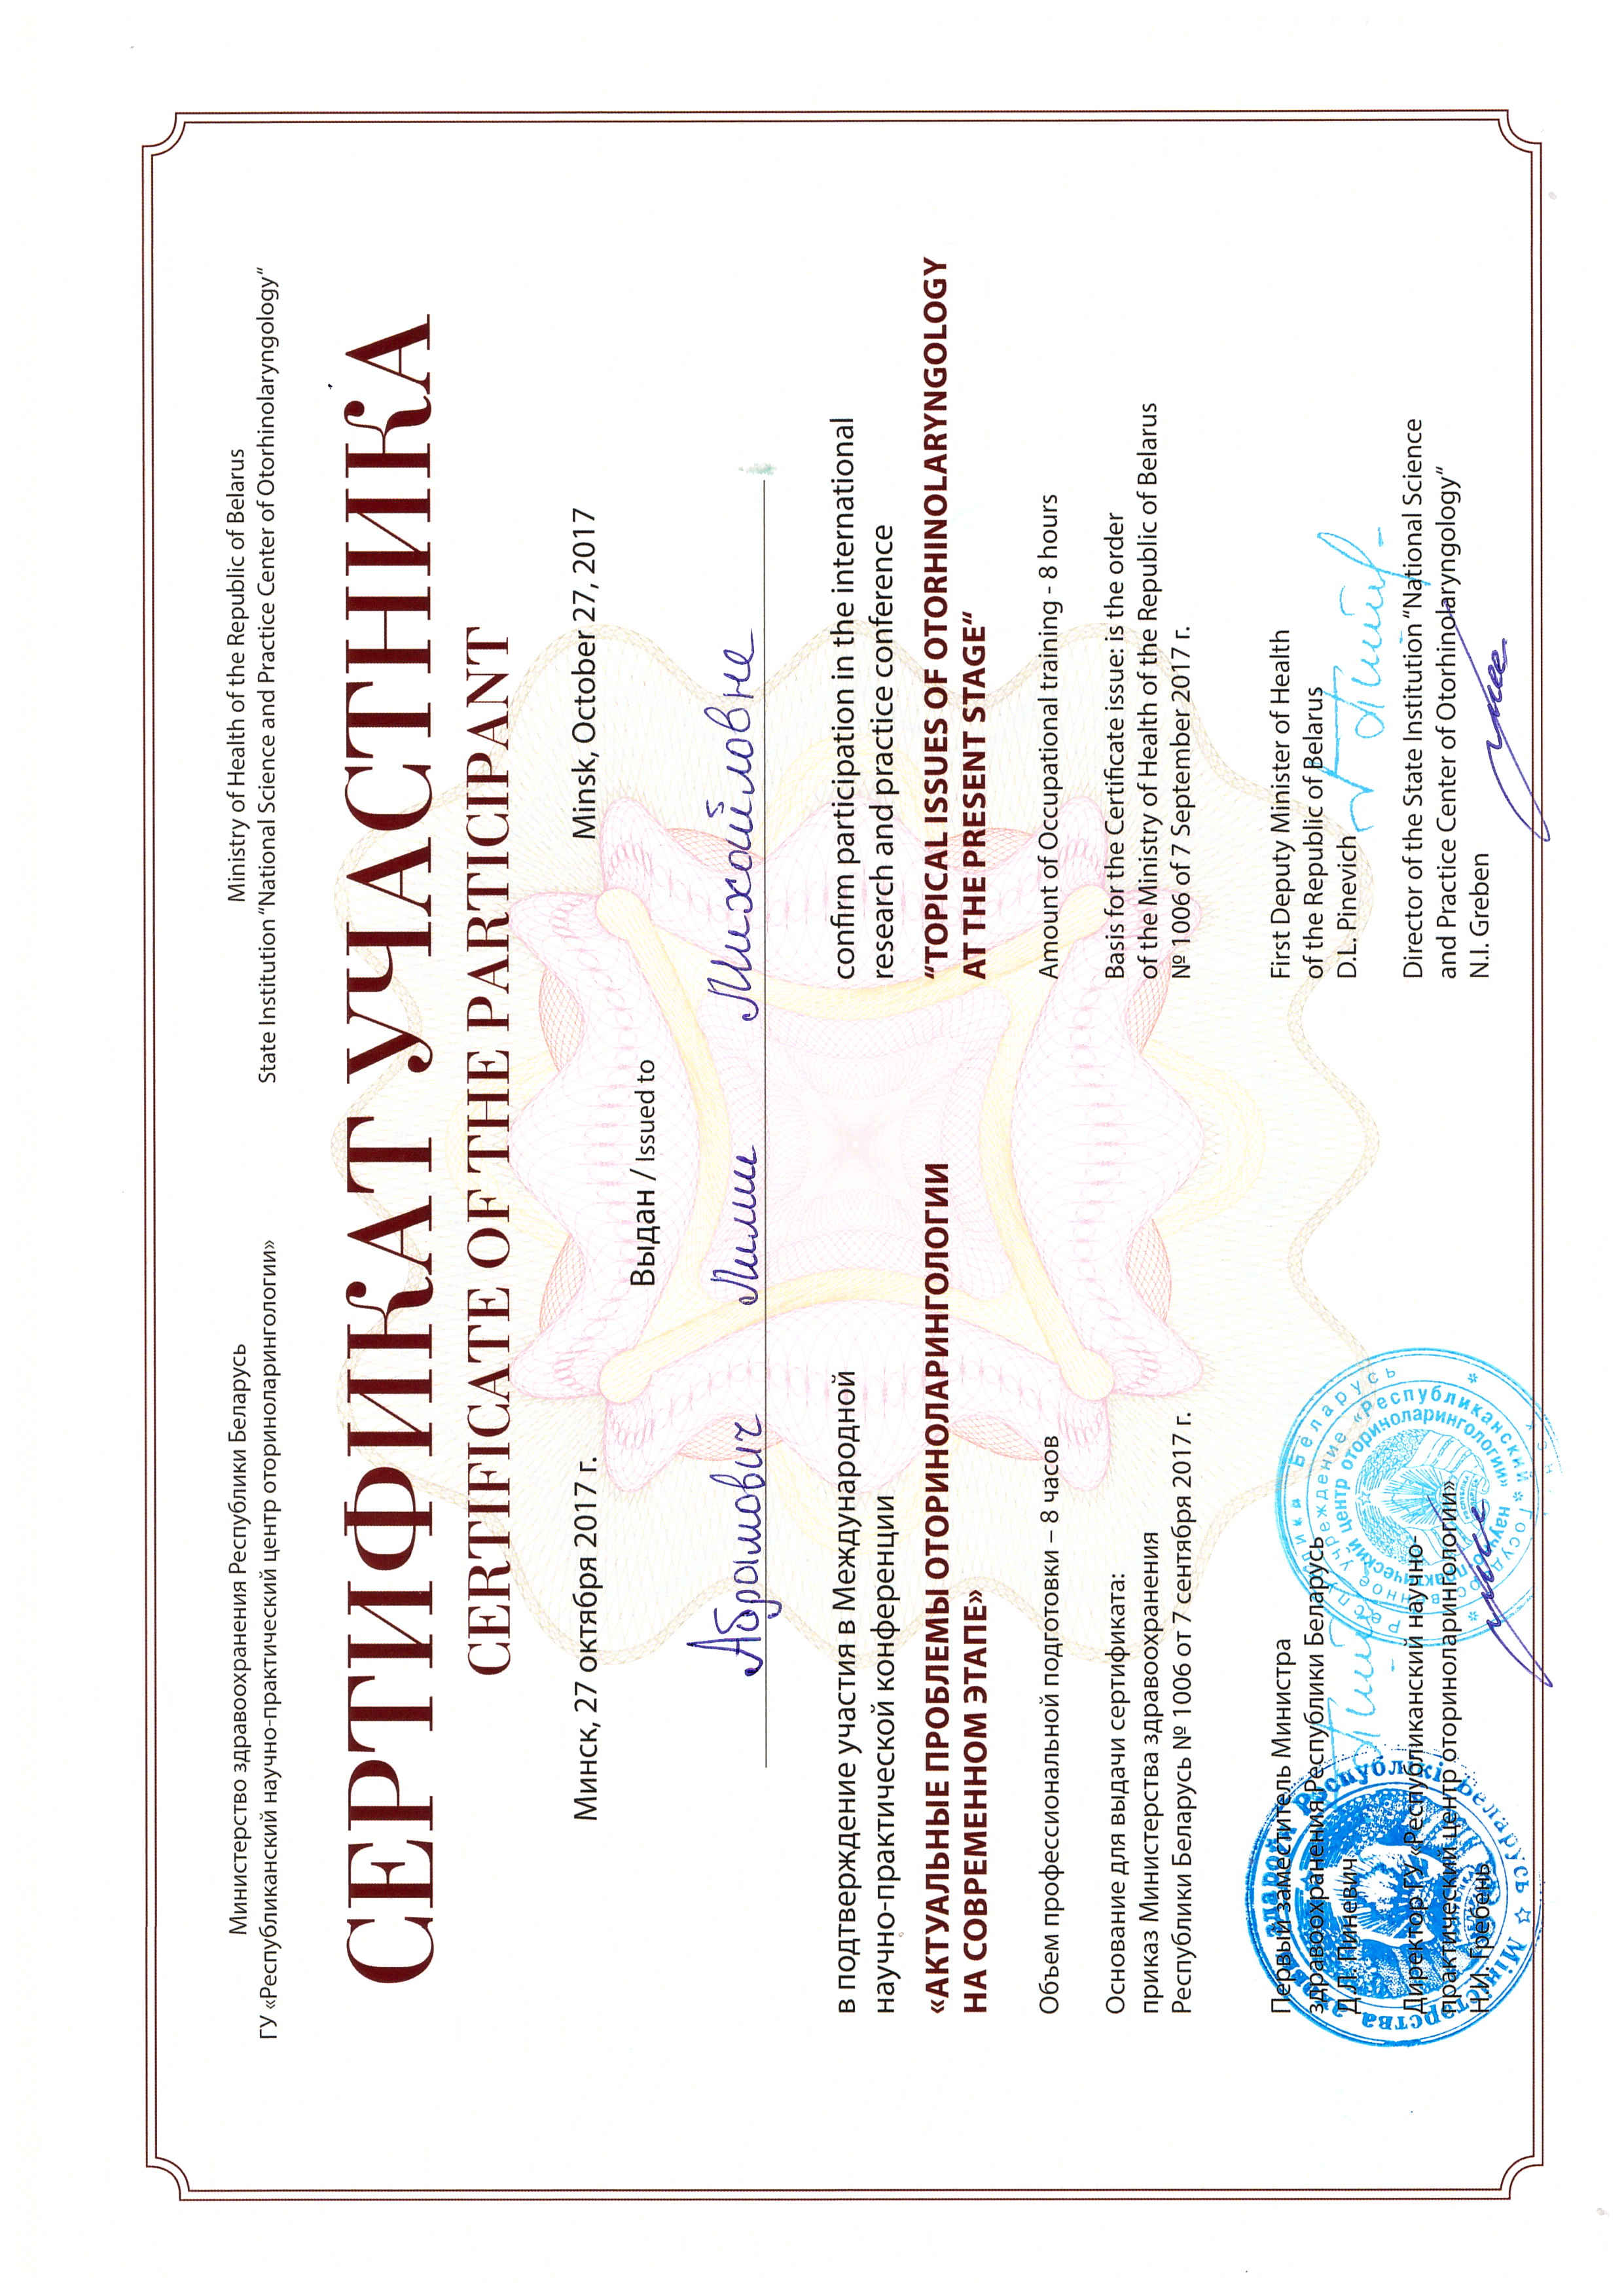 Министерство здравоохранения Республики Беларусь
ГУ «Республиканский научно-практический центр оториноларингологии»
Ministry of Health of the Republic of Belarus
State Institution “National Science and Practice Center of Otorhinolaryngology”
СЕРТИФИКАТ УЧАСТНИКА
CERTIFICATE OF THE PARTICIPANT
Минск, 27 октября 2017 г.
Minsk, October 27, 2017
Выдан / Issued to
Абрамович Лилии Михайловне
в подтверждение участия в Международной
научно-практической конференции
«АКТУАЛЬНЫЕ ПРОБЛЕМЫ ОТОРИНОЛАРИНГОЛОГИИ
НА СОВРЕМЕННОМ ЭТАПЕ»
Объем профессиональной подготовки – 8 часов
Основание для выдачи сертификата:
приказ Министерства здравоохранения
Республики Беларусь № 1006 от 7 сентября 2017 г.
Первый заместитель Министра
здравоохранения Республики Беларусь
Д.Л. Пиневич
Директор ГУ «Республиканский научно-
практический центр оториноларингологии»
Н.И. Гребень
confirm participation in the international
research and practice conference
“TOPICAL ISSUES OF OTORHINOLARYNGOLOGY
AT THE PRESENT STAGE“
Amount of Occupational training - 8 hours
Basis for the Certificate issue: is the order
of the Ministry of Health of the Republic of Belarus
№ 1006 of 7 September 2017 г.
First Deputy Minister of Health
of the Republic of Belarus
D.L. Pinevich
Director of the State Institution “National Science
and Practice Center of Otorhinolaryngology”
N.I. Greben
Міністэрства аховы здароўя Рэспублікі Беларусь
Республика Беларусь
Государственное учреждение «Республиканский научно-
практический центр оториноларингологии»